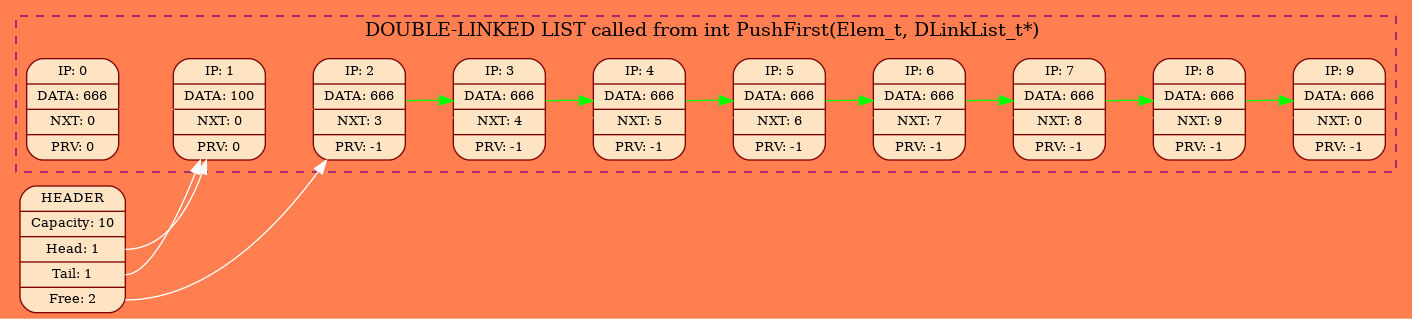 DOUBLE-LINKED LIST called from int PushFirst(Elem_t, DLinkList_t*)
IP: 0
DATA: 666
NXT: 0
PRV: 0
IP: 1
DATA: 100
NXT: 0
PRV: 0
IP: 2
DATA: 666
NXT: 3
PRV: -1
IP: 3
DATA: 666
NXT: 4
PRV: -1
IP: 4
DATA: 666
NXT: 5
PRV: -1
IP: 5
DATA: 666
NXT: 6
PRV: -1
IP: 6
DATA: 666
NXT: 7
PRV: -1
IP: 7
DATA: 666
NXT: 8
PRV: -1
IP: 8
DATA: 666
NXT: 9
PRV: -1
IP: 9
DATA: 666
NXT: 0
PRV: -1
HEADER
Capacity: 10
Head: 1
Tail: 1
Free: 2